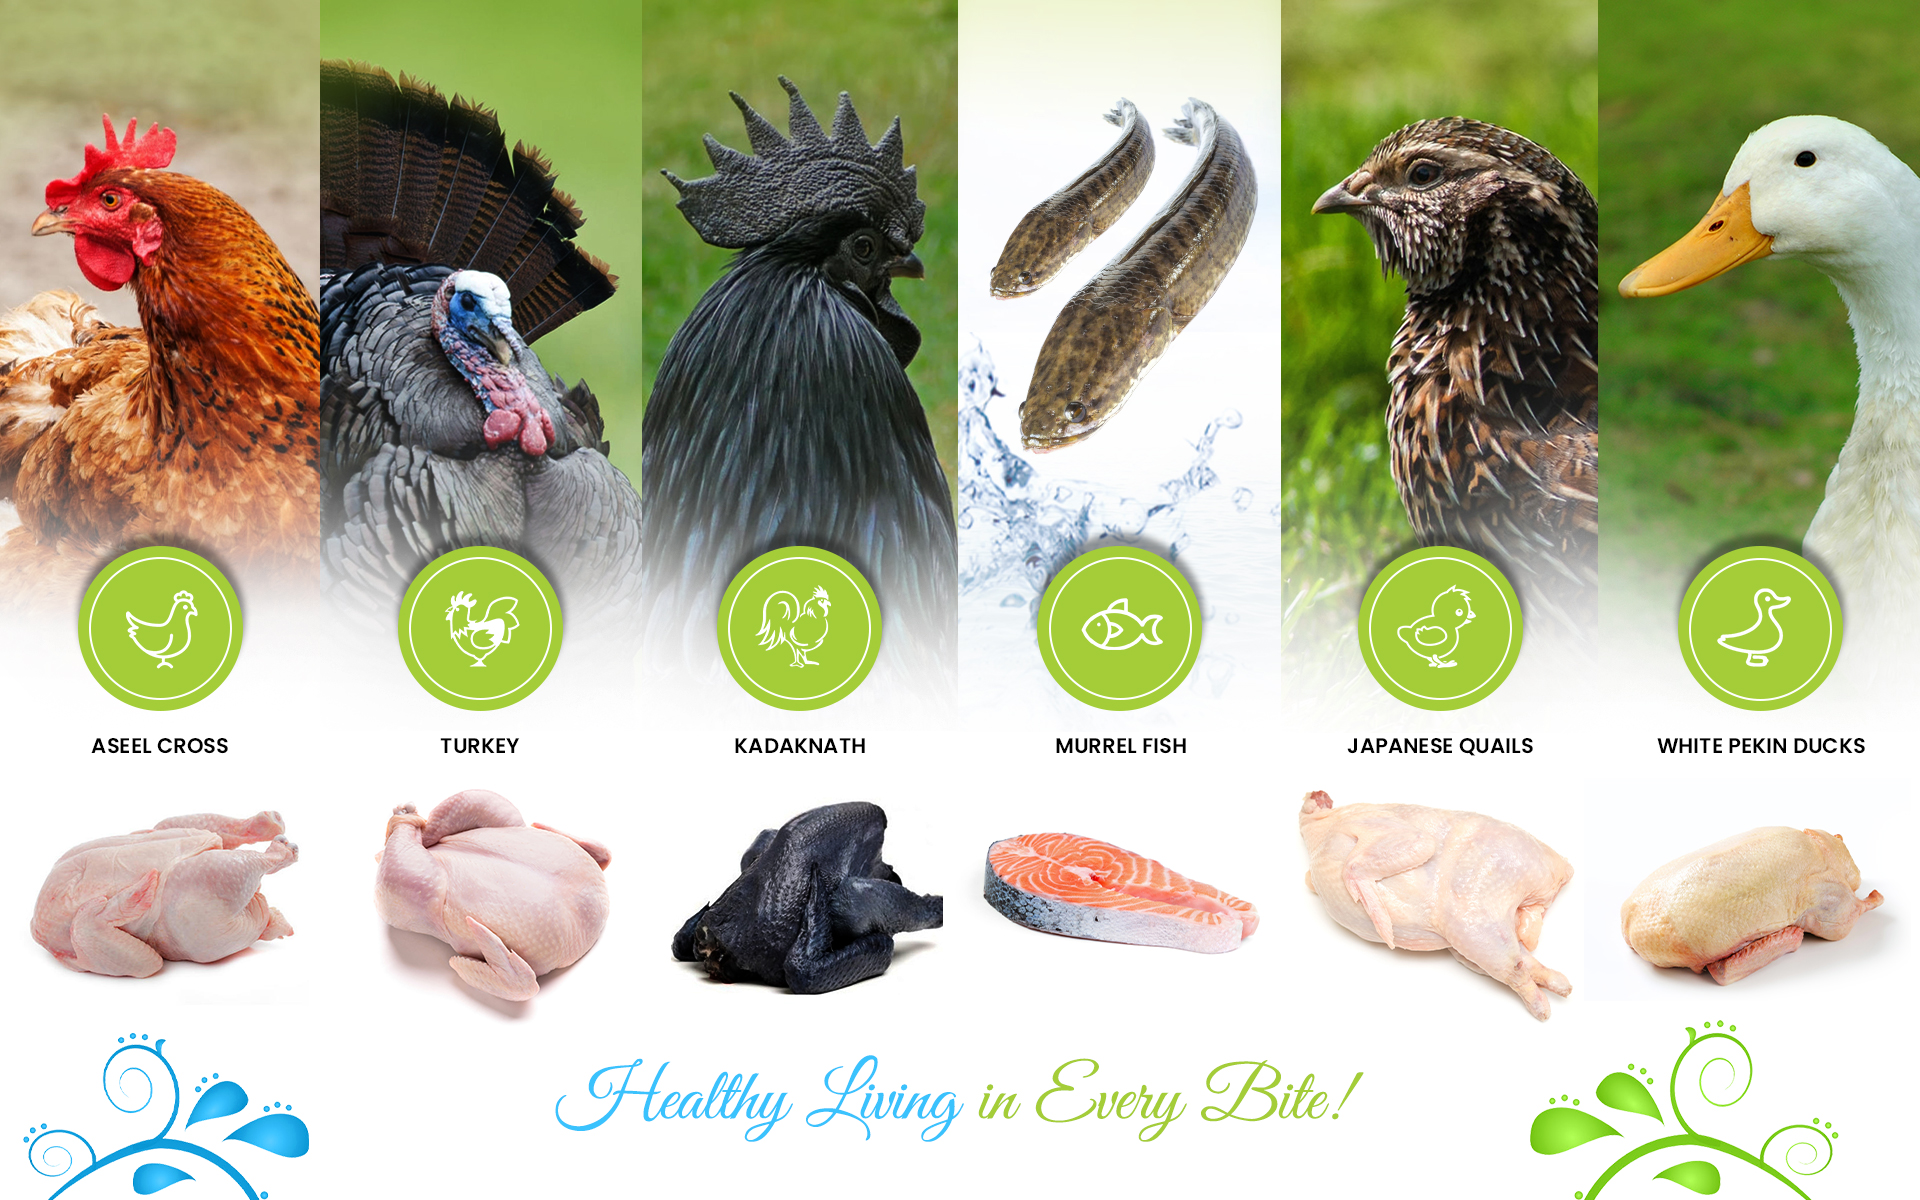 ASEEL CROSS
TURKEY
KADAKNATH
MURREL FISH
JAPANESE QUAILS
WHITE PEKIN DUCKS
Healthy Living in Every Bite!